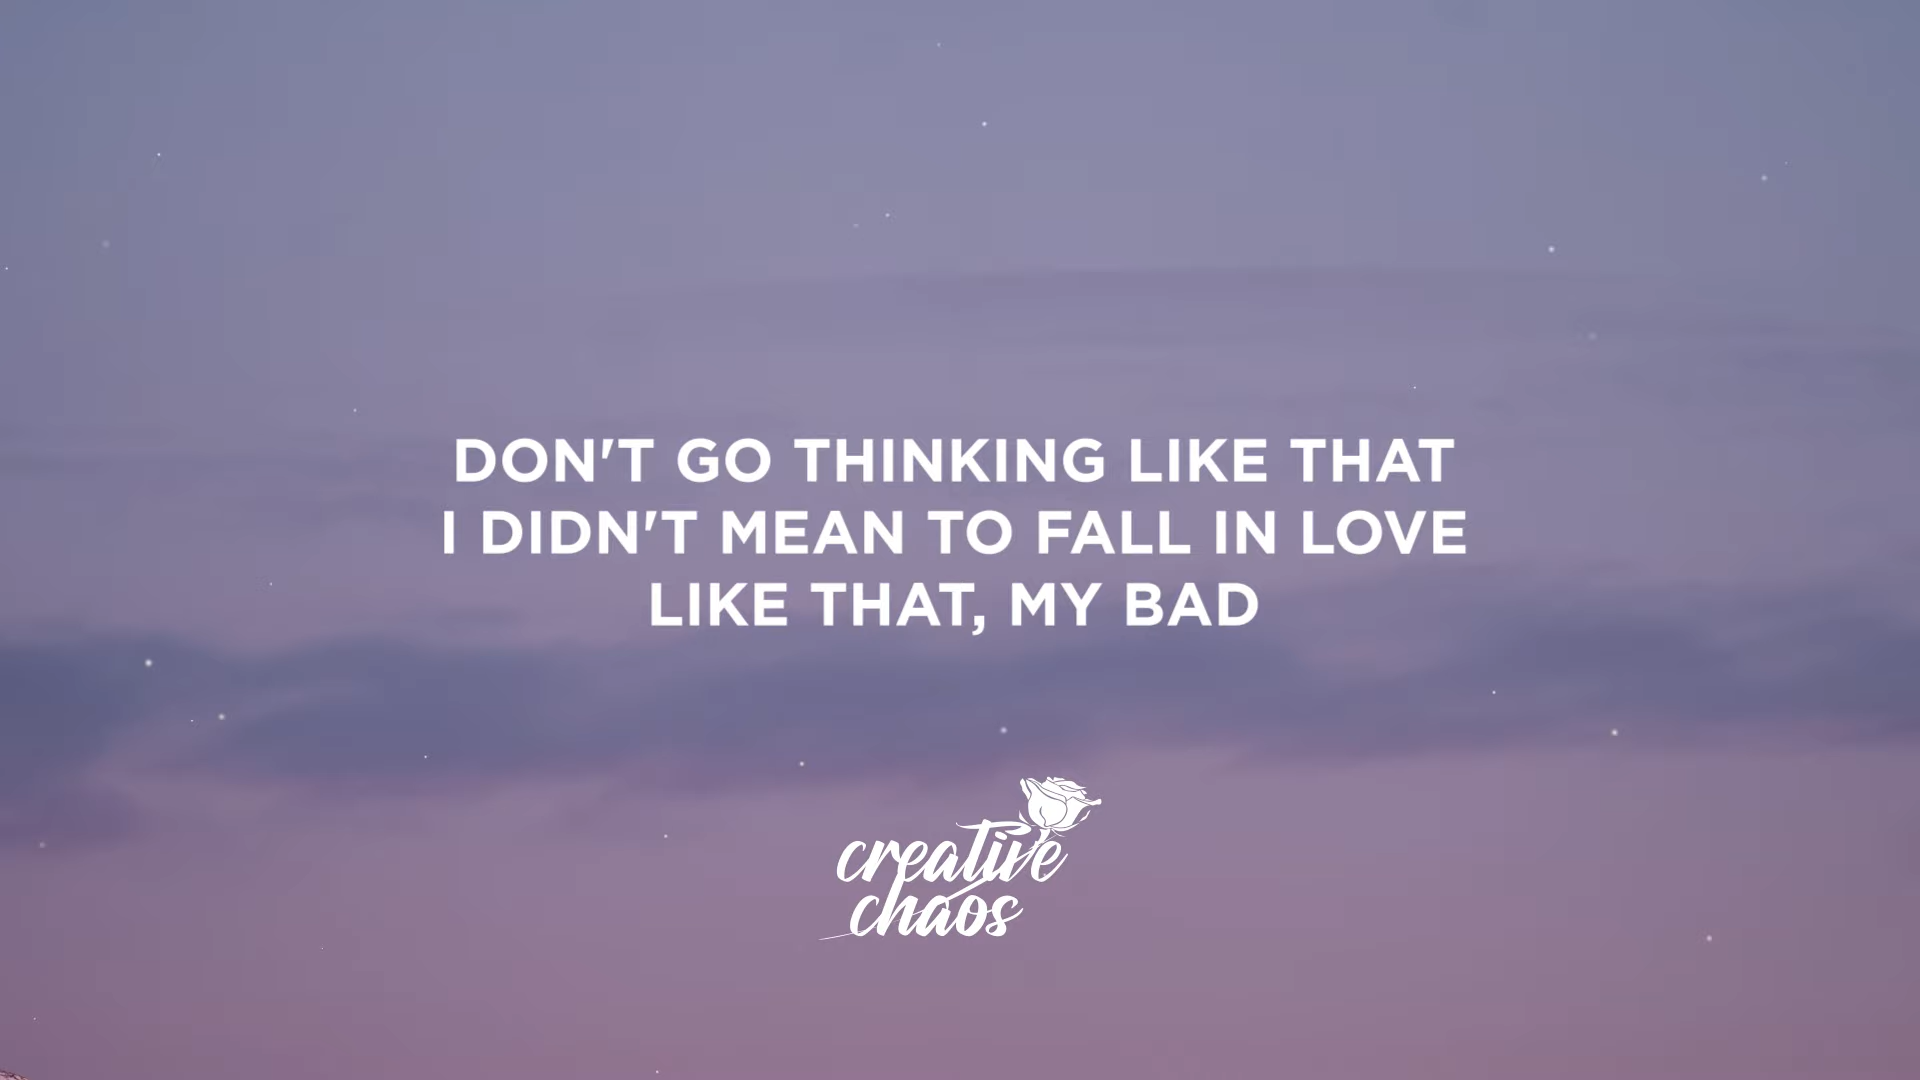 DON'T GO THINKING LIKE THAT
I DIDN'T MEAN TO FALL IN LOVE
LIKE THAT, MY BAD
creative
chaos